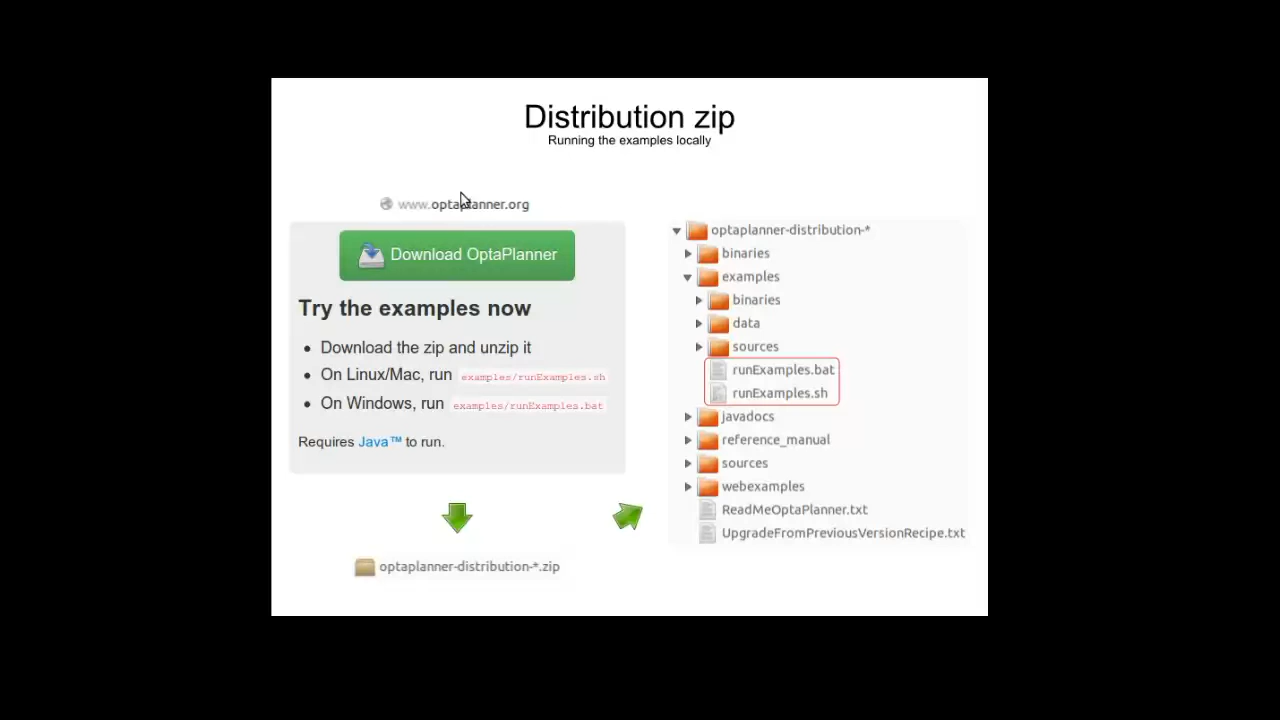 Distribution zip
Running the examples locally
www.optaplanner.org
Download OptaPlanner
Try the examples now
Download the zip and unzip it
On Linux/Mac, run examples/runExamples.sh
On Windows, run examples/runExamples.bat
Requires Java™ to run.
optaplanner-distribution-*.zip
optaplanner-distribution-*
binaries
examples
binaries
data
sources
runExamples.bat
runExamples.sh
javadocs
reference_manual
sources
webexamples
ReadMeOptaPlanner.txt
UpgradeFromPreviousVersionRecipe.txt